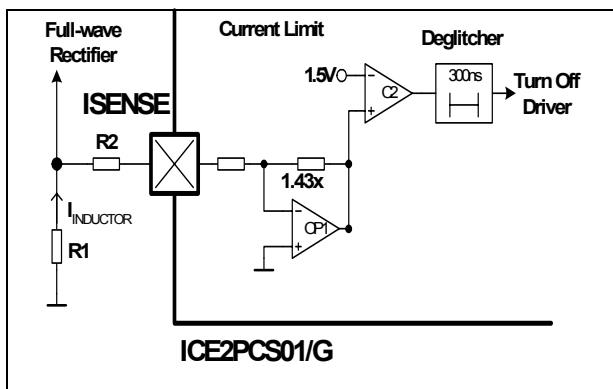 Full-wave
Rectifier
Current Limit
Deglitcher
1.5V
C2
300ns
Turn Off
Driver
ISENSE
R2
1.43x
OP1
IINDUCTOR
R1
ICE2PCS01/G